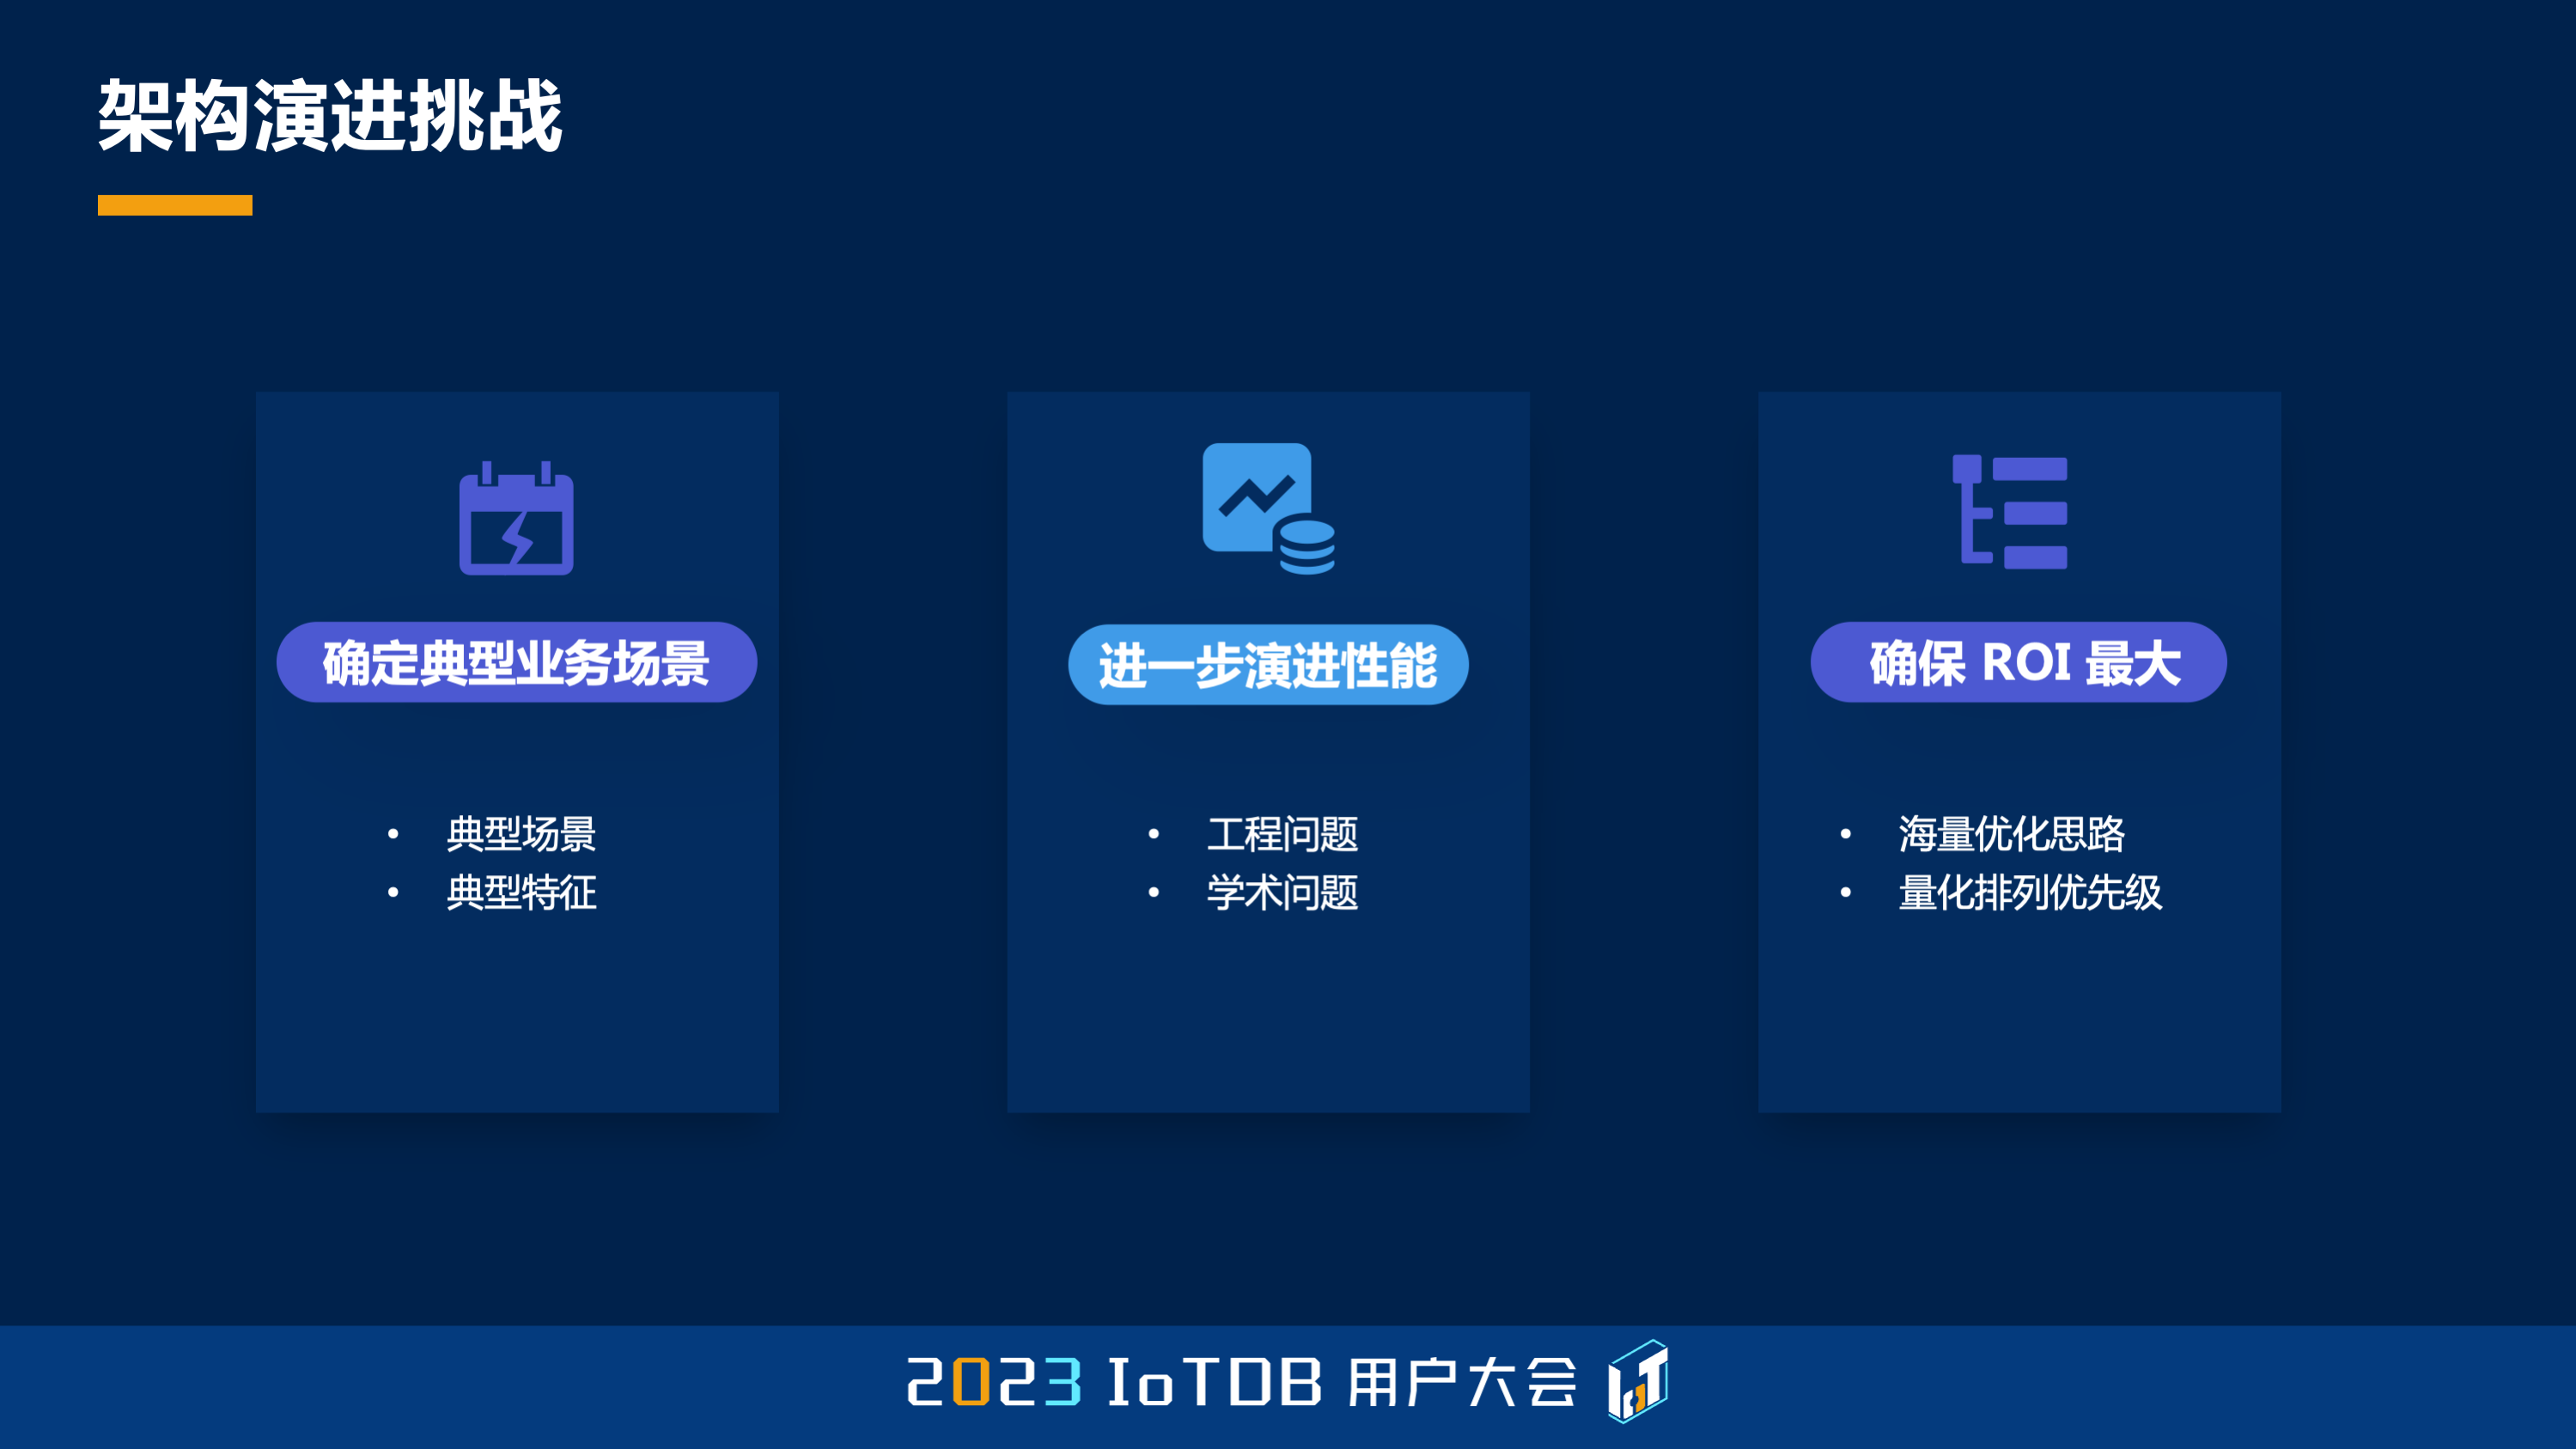 架构演进挑战
确定典型业务场景
• 典型场景
• 典型特征
进一步演进性能
• 工程问题
• 学术问题
确保 ROI 最大
• 海量优化思路
• 量化排列优先级
2023 IoTDB 用户大会